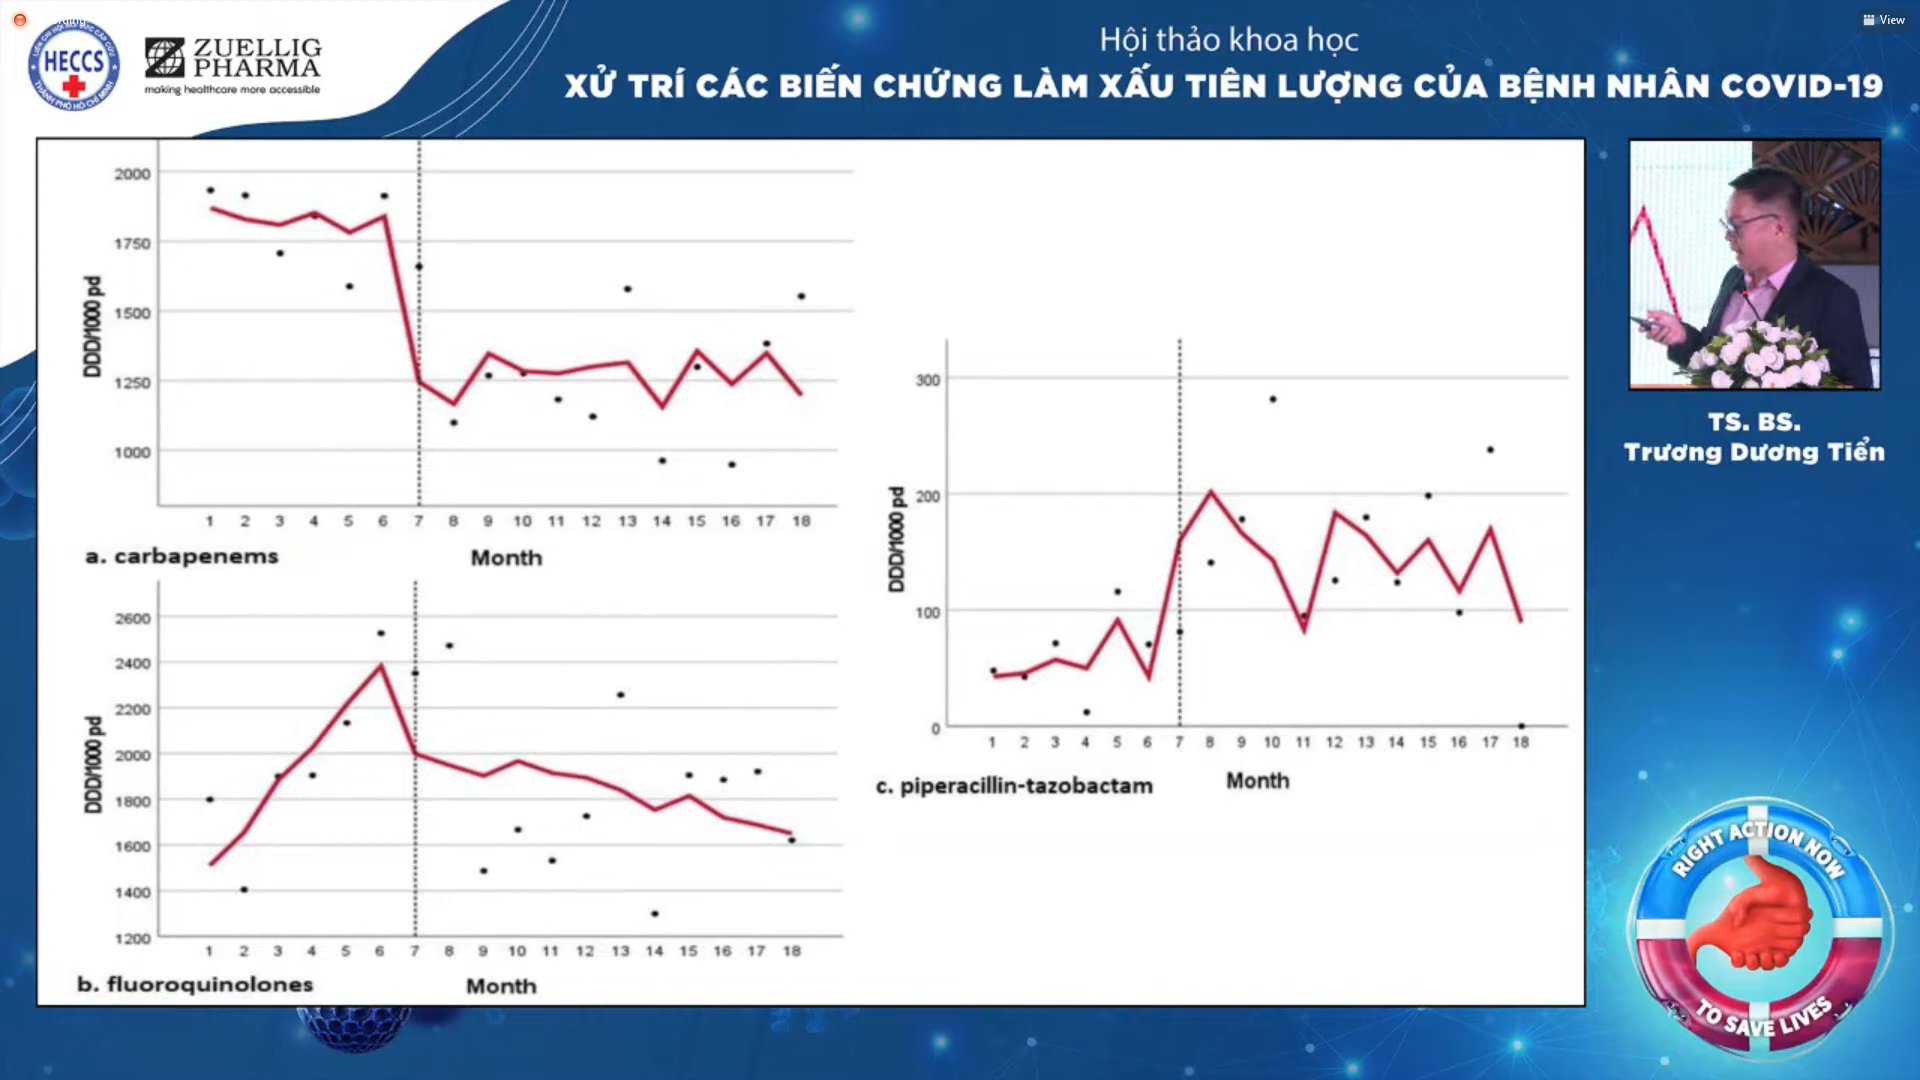 View
HECCS
THÀNH PHỐ HỒ CHÍ MINH
ZUELLIG
PHARMA
making healthcare more accessible
Hội thảo khoa học
XỬ TRÍ CÁC BIẾN CHỨNG LÀM XẤU TIÊN LƯỢNG CỦA BỆNH NHÂN COVID-19
2000
1750
1500
1250
1000
DDD/1000 pd
1 2 3 4 5 6 7 8 9 10 11 12 13 14 15 16 17 18
a. carbapenems
Month
2600
2400
2200
2000
1800
1600
1400
1200
DDD/1000 pd
1 2 3 4 5 6 7 8 9 10 11 12 13 14 15 16 17 18
b. fluoroquinolones
Month
300
200
100
0
DDD/1000 pd
1 2 3 4 5 6 7 8 9 10 11 12 13 14 15 16 17 18
c. piperacillin-tazobactam
Month
TS. BS.
Trương Dương Tiển
RIGHT ACTION NOW
TO SAVE LIVES